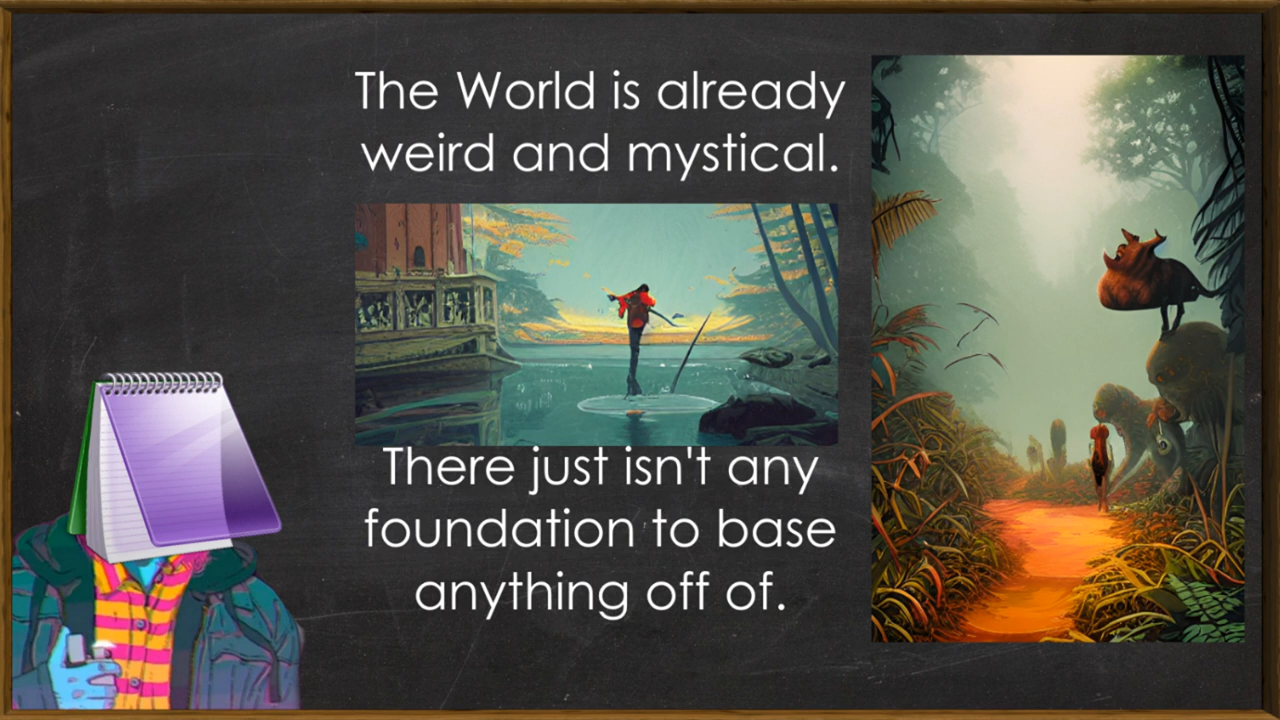 The World is already
weird and mystical.
There just isn't any
foundation to base
anything off of.